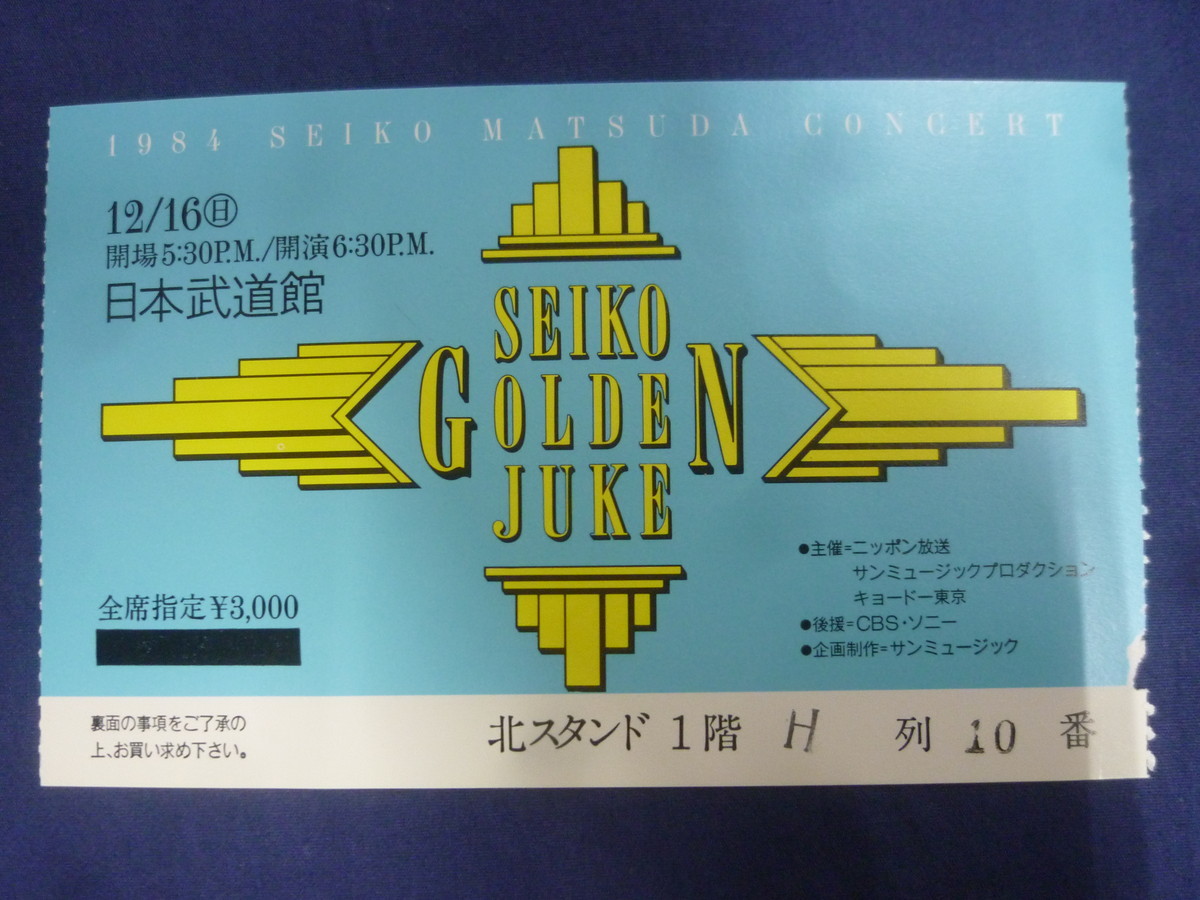 1984 SEIKO MATSUDA CONCERT
12/16㊐
開場5:30P.M./開演6:30P.M.
日本武道館
SEIKO
GOLDEN
JUKE
●主催=ニッポン放送
サンミュージックプロダクション
キョードー東京
●後援=CBS・ソニー
●企画制作=サンミュージック
全席指定¥3,000
裏面の事項をご了承の
上、お買い求め下さい。
北スタンド 1階 H 列 10 番